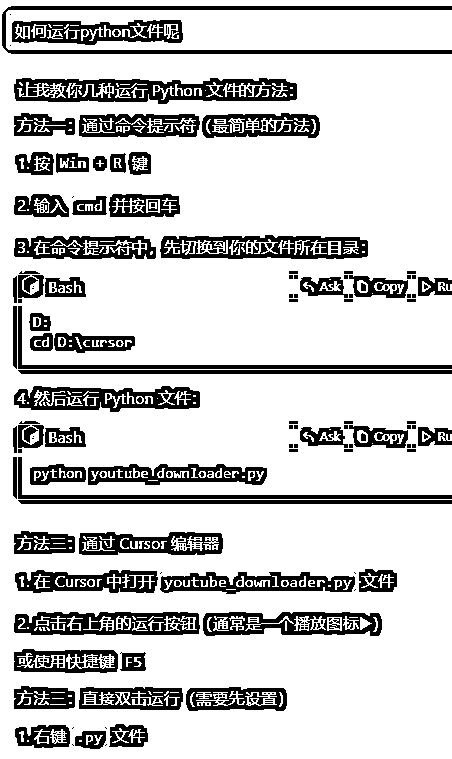 如何运行python文件呢
让我教你几种运行 Python 文件的方法：
方法一：通过命令提示符（最简单的方法）
1. 按 Win + R 键
2. 输入 cmd 并按回车
3. 在命令提示符中，先切换到你的文件所在目录：
Bash Ask Copy Ru
D:
cd D:\cursor
4. 然后运行 Python 文件：
Bash Ask Copy Ru
python youtube_downloader.py
方法二：通过 Cursor 编辑器
1. 在 Cursor 中打开 youtube_downloader.py 文件
2. 点击右上角的运行按钮（通常是一个播放图标▶）
或使用快捷键 F5
方法三：直接双击运行（需要先设置）
1. 右键 .py 文件